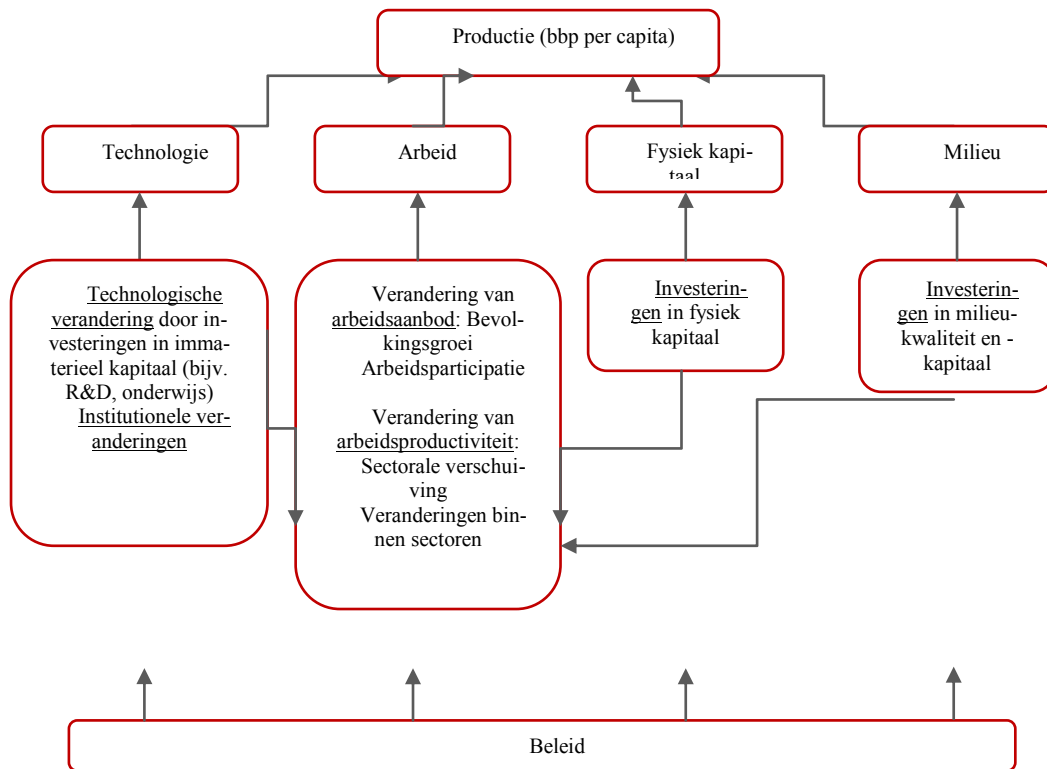 Productie (bbp per capita)
Technologie
Arbeid
Fysiek kapi-
taal
Milieu
Technologische
verandering door in-
vesteringen in imma-
terieel kapitaal (bijv.
R&D, onderwijs)
Institutionele ver-
anderingen
Verandering van
arbeidsaanbod: Bevol-
kingsgroei
Arbeidsparticipatie
Verandering van
arbeidsproductiviteit:
Sectorale verschui-
ving
Veranderingen bin-
nen sectoren
Investerin-
gen in fysiek
kapitaal
Investerin-
gen in milieu-
kwaliteit en -
kapitaal
Beleid